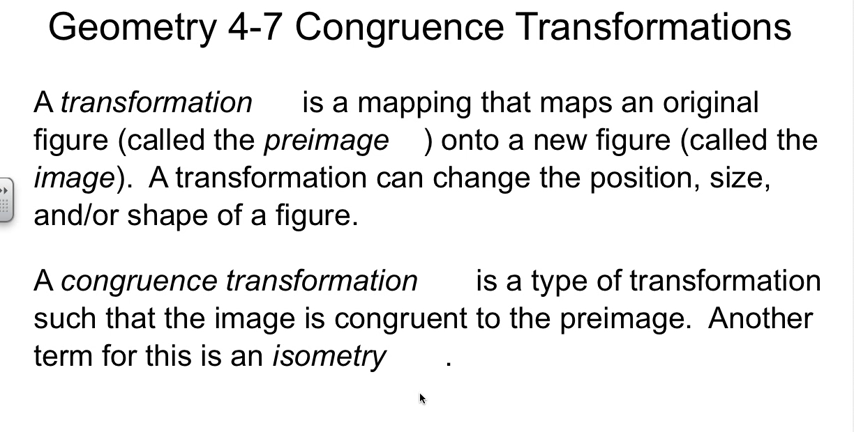 Geometry 4-7 Congruence Transformations
A transformation is a mapping that maps an original
figure (called the preimage ) onto a new figure (called the
image). A transformation can change the position, size,
and/or shape of a figure.
A congruence transformation is a type of transformation
such that the image is congruent to the preimage. Another
term for this is an isometry .